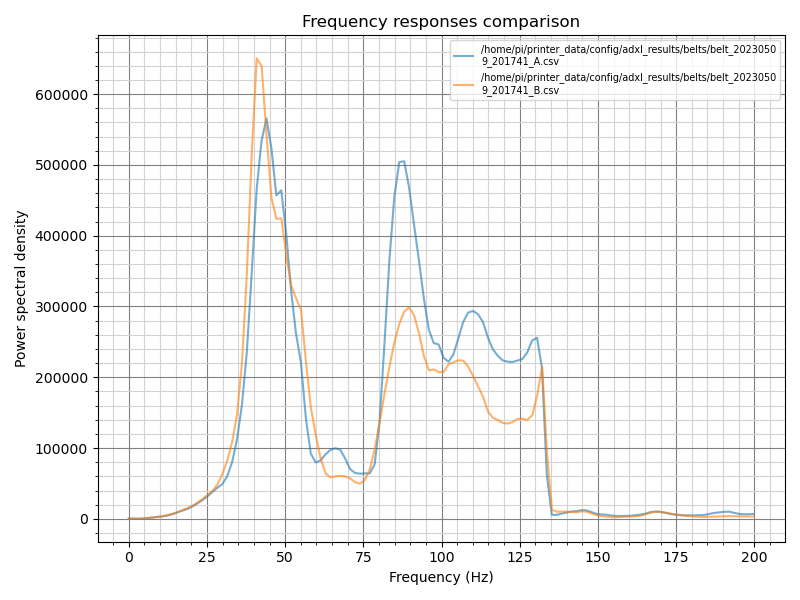 Frequency responses comparison
/home/pi/printer_data/config/adxl_results/belts/belt_2023050
9_201741_A.csv
/home/pi/printer_data/config/adxl_results/belts/belt_2023050
9_201741_B.csv
Power spectral density
600000
500000
400000
300000
200000
100000
0
0 25 50 75 100 125 150 175 200
Frequency (Hz)